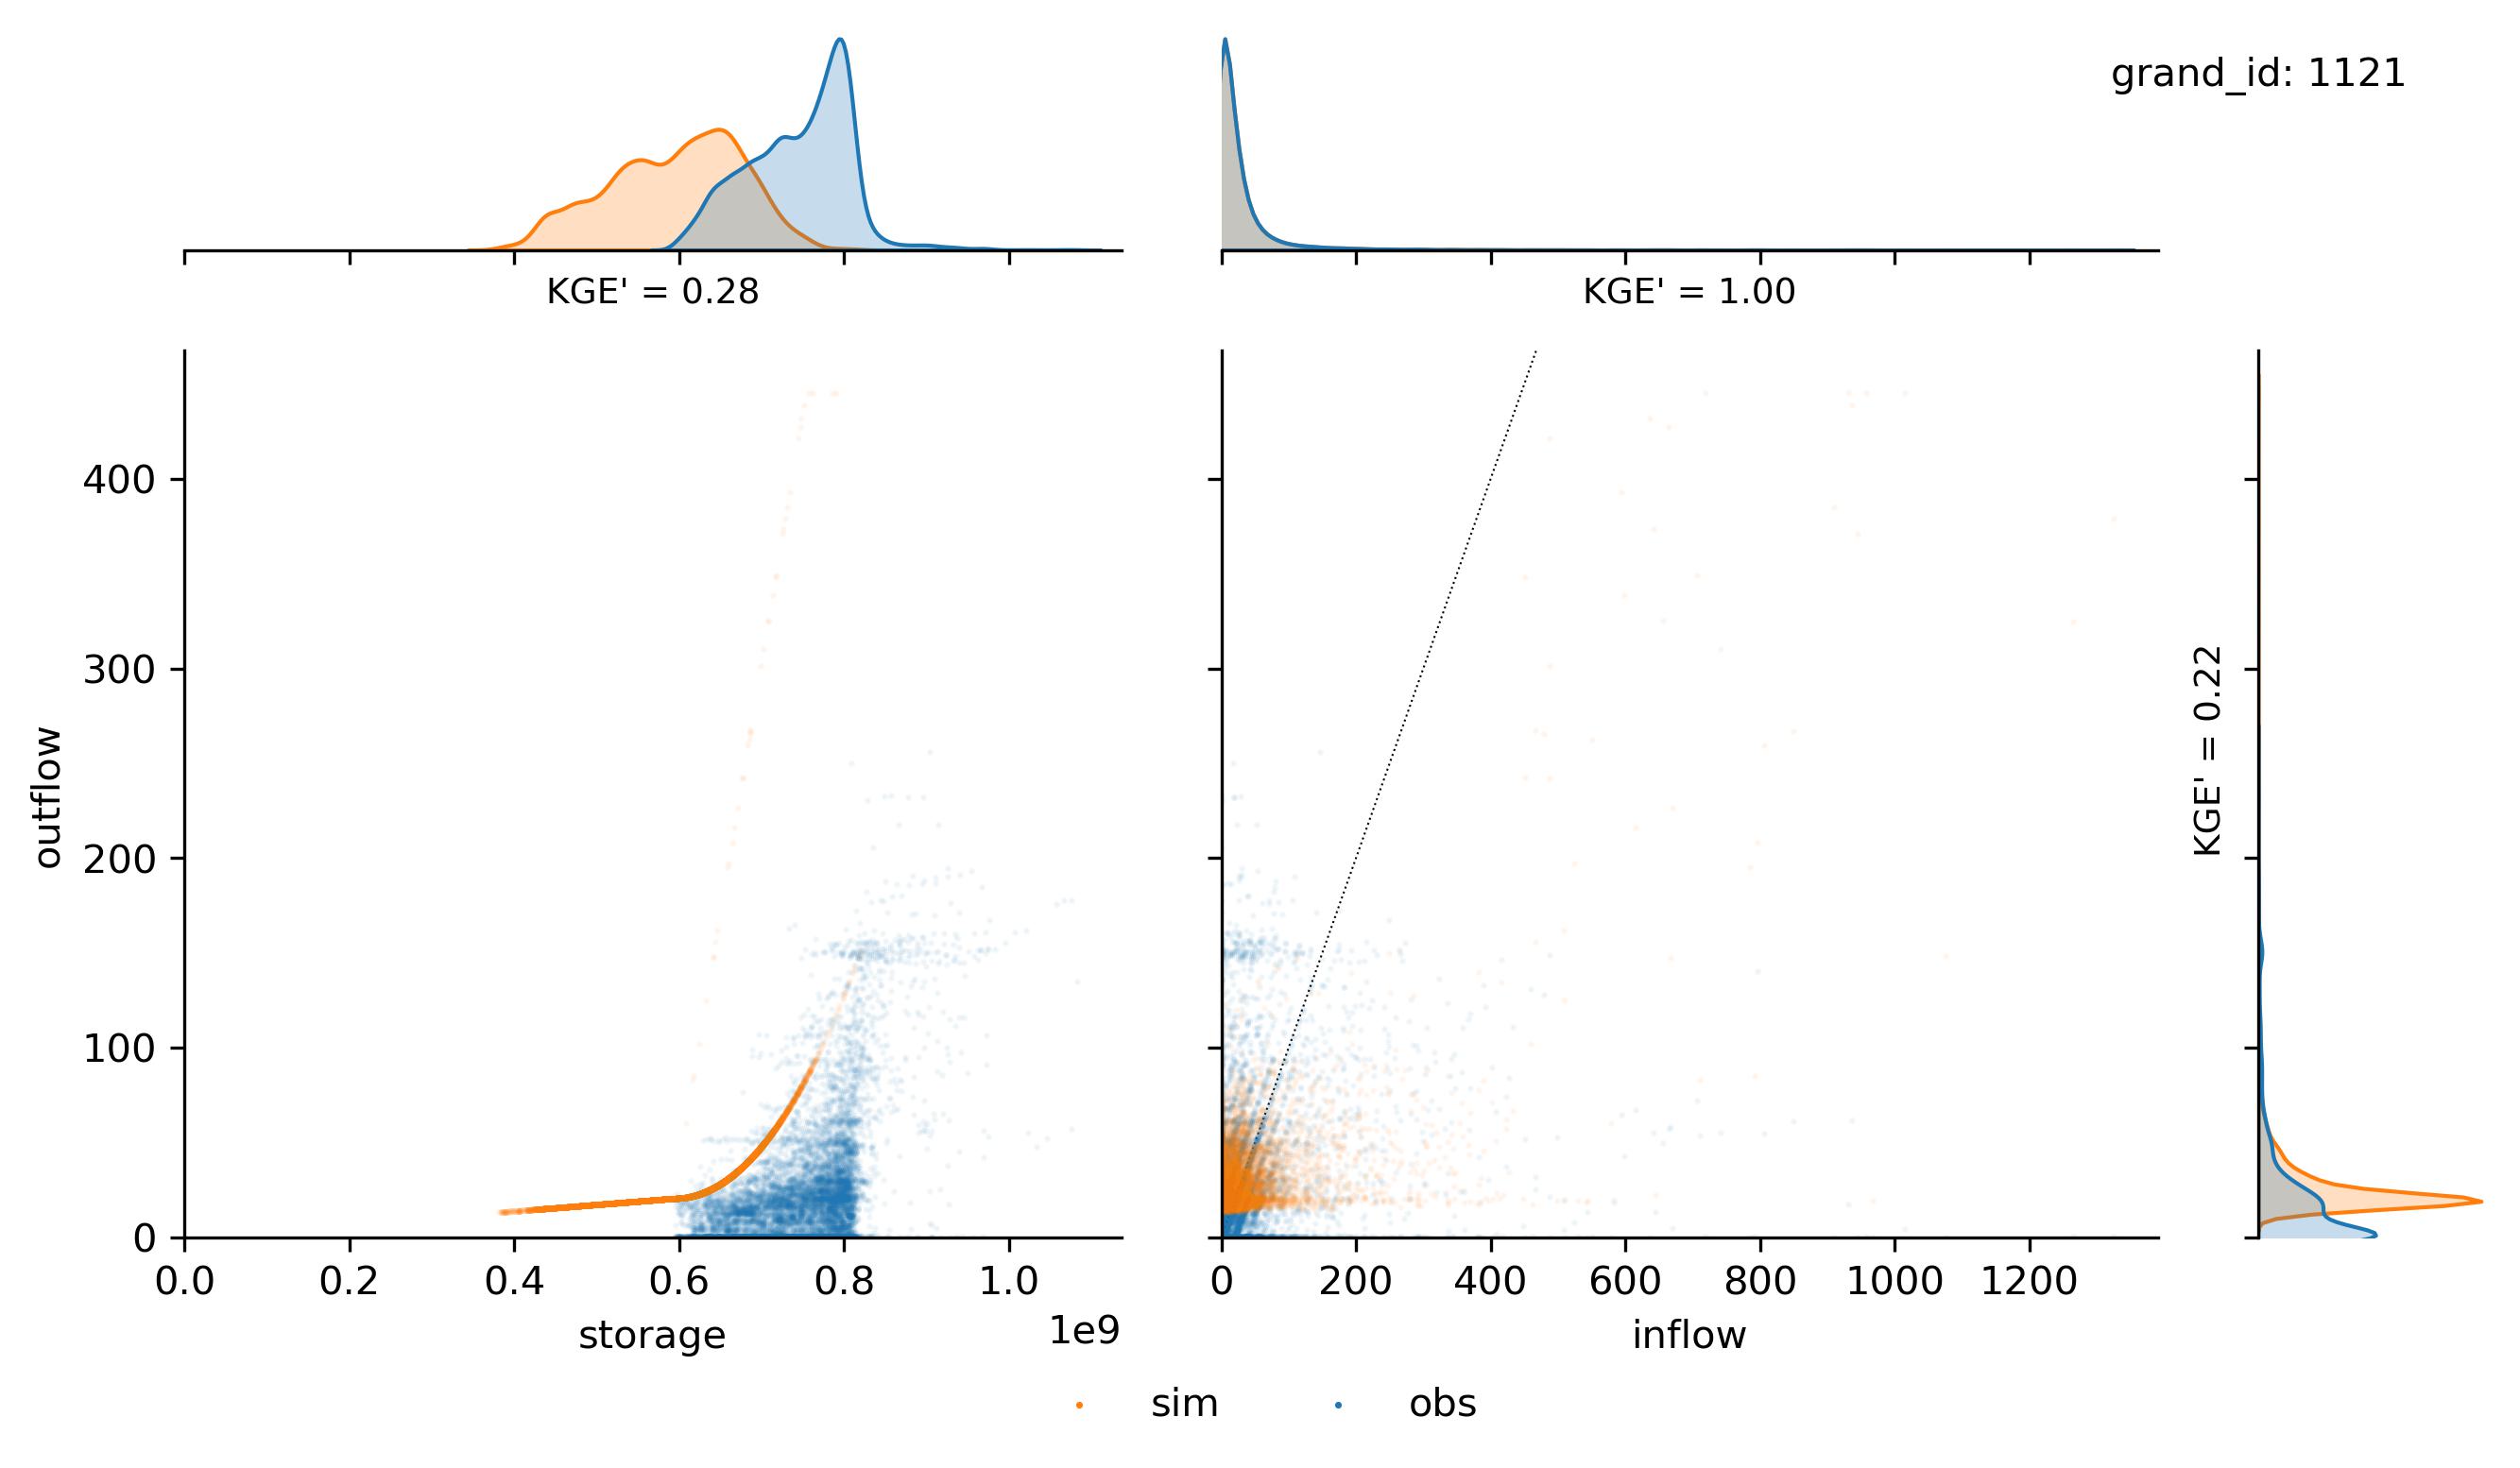 grand_id: 1121
KGE' = 0.28
KGE' = 1.00
outflow
400
300
200
100
0
KGE' = 0.22
0.0 0.2 0.4 0.6 0.8 1.0
1e9
storage
0 200 400 600 800 1000 1200
inflow
sim obs